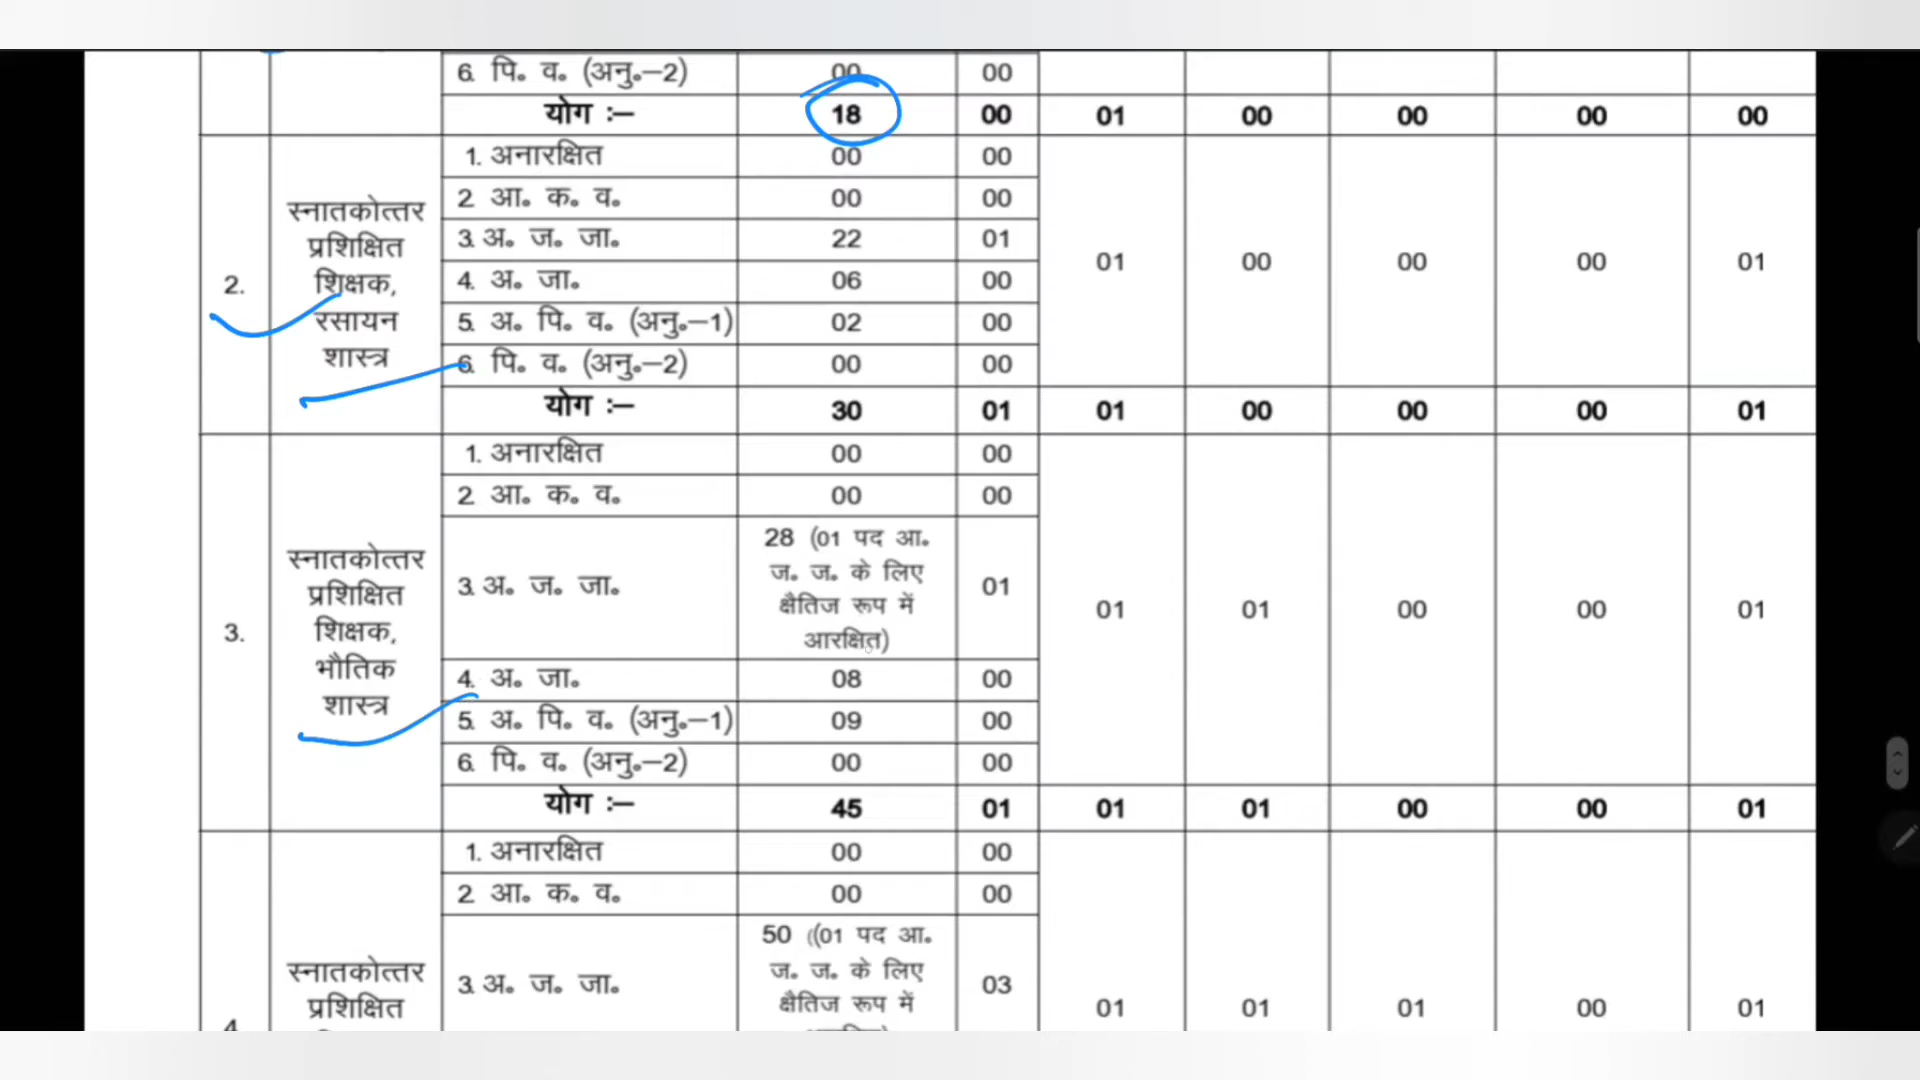 6. पि॰ व॰ (अनु॰–2) 00 00
योग :– 18 00 01 00 00 00 00
1. अनारक्षित 00 00
2. आ॰ क॰ व॰ 00 00
3. अ॰ ज॰ जा॰ 22 01
2. स्नातकोत्तर प्रशिक्षित शिक्षक, रसायन शास्त्र 01 00 00 00 01
4. अ॰ जा॰ 06 00
5. अ॰ पि॰ व॰ (अनु॰–1) 02 00
6. पि॰ व॰ (अनु॰–2) 00 00
योग :– 30 01 01 00 00 00 01
1. अनारक्षित 00 00
2. आ॰ क॰ व॰ 00 00
3. स्नातकोत्तर प्रशिक्षित शिक्षक, भौतिक शास्त्र
3. अ॰ ज॰ जा॰ 28 (01 पद आ॰ ज॰ ज॰ के लिए क्षैतिज रूप में आरक्षित) 01
01 01 00 00 01
4. अ॰ जा॰ 08 00
5. अ॰ पि॰ व॰ (अनु॰–1) 09 00
6. पि॰ व॰ (अनु॰–2) 00 00
योग :– 45 01 01 01 00 00 01
1. अनारक्षित 00 00
2. आ॰ क॰ व॰ 00 00
स्नातकोत्तर प्रशिक्षित
3. अ॰ ज॰ जा॰ 50 ((01 पद आ॰ ज॰ ज॰ के लिए क्षैतिज रूप में 03
01 01 01 00 01